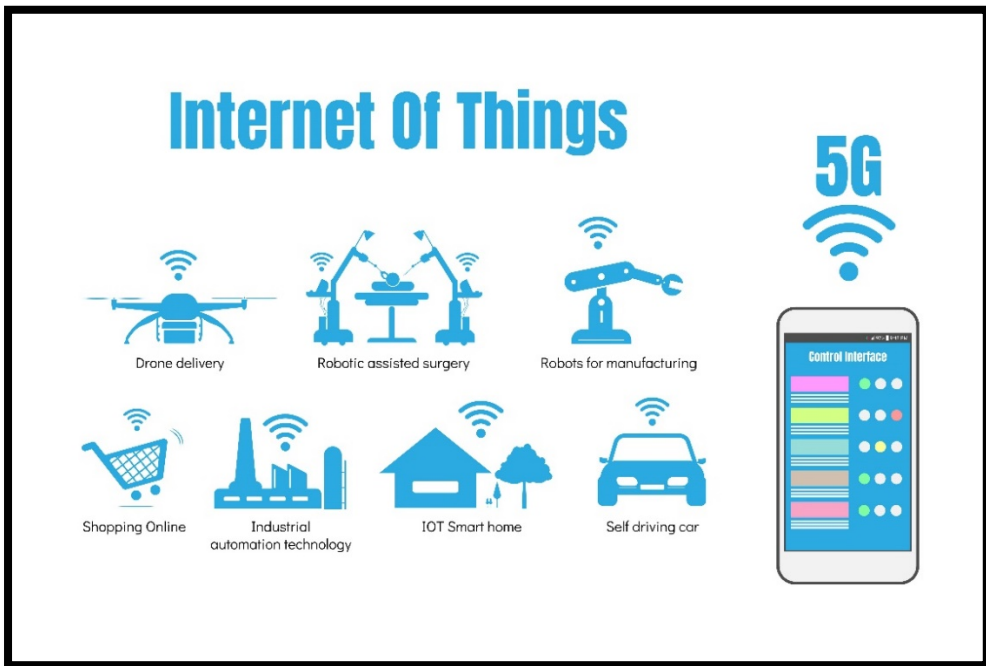 Internet Of Things
5G
Drone delivery
Robotic assisted surgery
Robots for manufacturing
Control Interface
Shopping Online
Industrial
automation technology
IOT Smart home
Self driving car